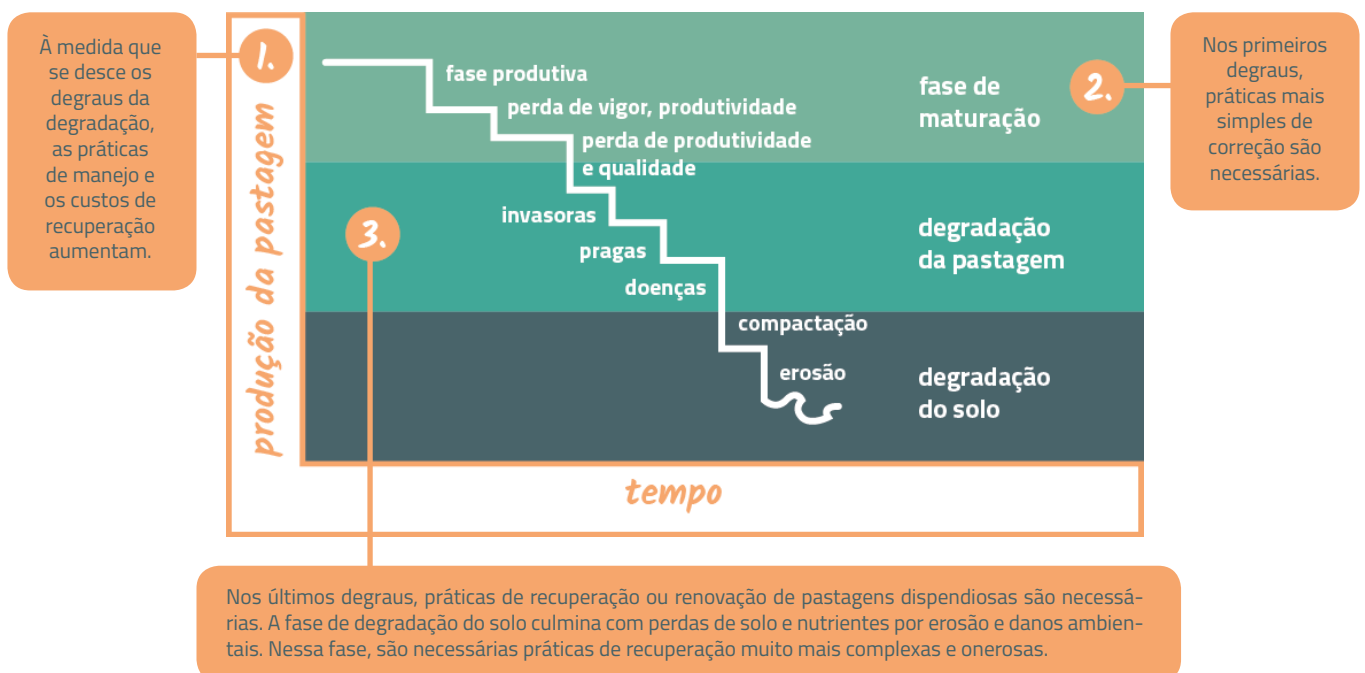 À medida que
se desce os
degraus da
degradação,
as práticas
de manejo e
os custos de
recuperação
aumentam.
1.
produção da pastagem
fase produtiva
perda de vigor, produtividade
perda de produtividade
e qualidade
fase de
maturação
2.
Nos primeiros
degraus,
práticas mais
simples de
correção são
necessárias.
3.
invasoras
pragas
doenças
degradação
da pastagem
compactação
erosão
degradação
do solo
tempo
Nos últimos degraus, práticas de recuperação ou renovação de pastagens dispendiosas são necessá-
rias. A fase de degradação do solo culmina com perdas de solo e nutrientes por erosão e danos ambien-
tais. Nessa fase, são necessárias práticas de recuperação muito mais complexas e onerosas.